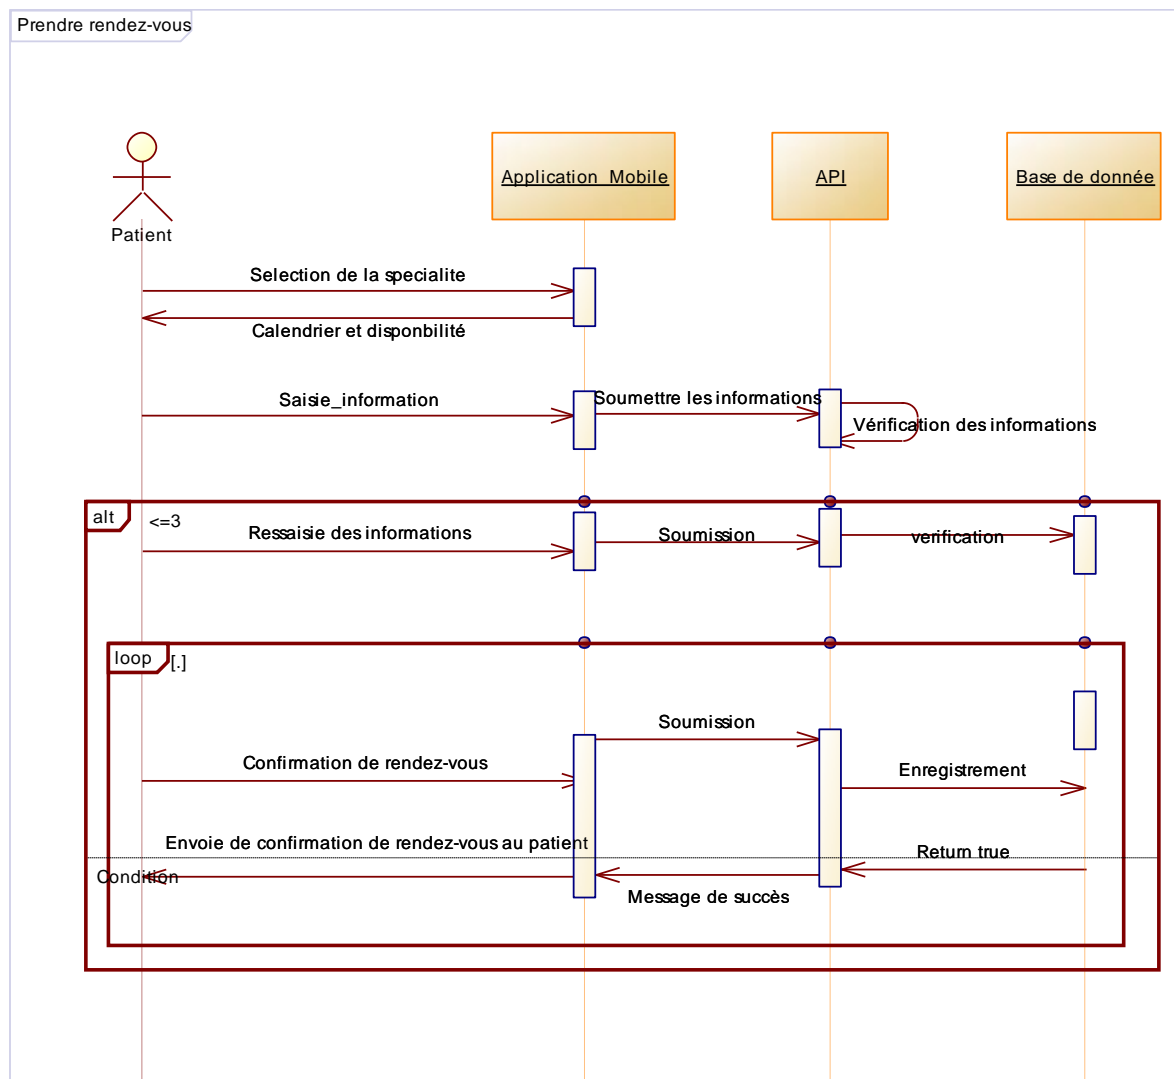 Prendre rendez-vous
Application_Mobile
API
Base de donnée
Patient
Selection de la specialite
Calendrier et disponbilité
Saisie_information
Soumettre les informations
Vérification des informations
alt
<=3
Ressaisie des informations
Soumission
verification
loop
[.]
Soumission
Confirmation de rendez-vous
Enregistrement
Envoie de confirmation de rendez-vous au patient
Return true
Condition
Message de succès